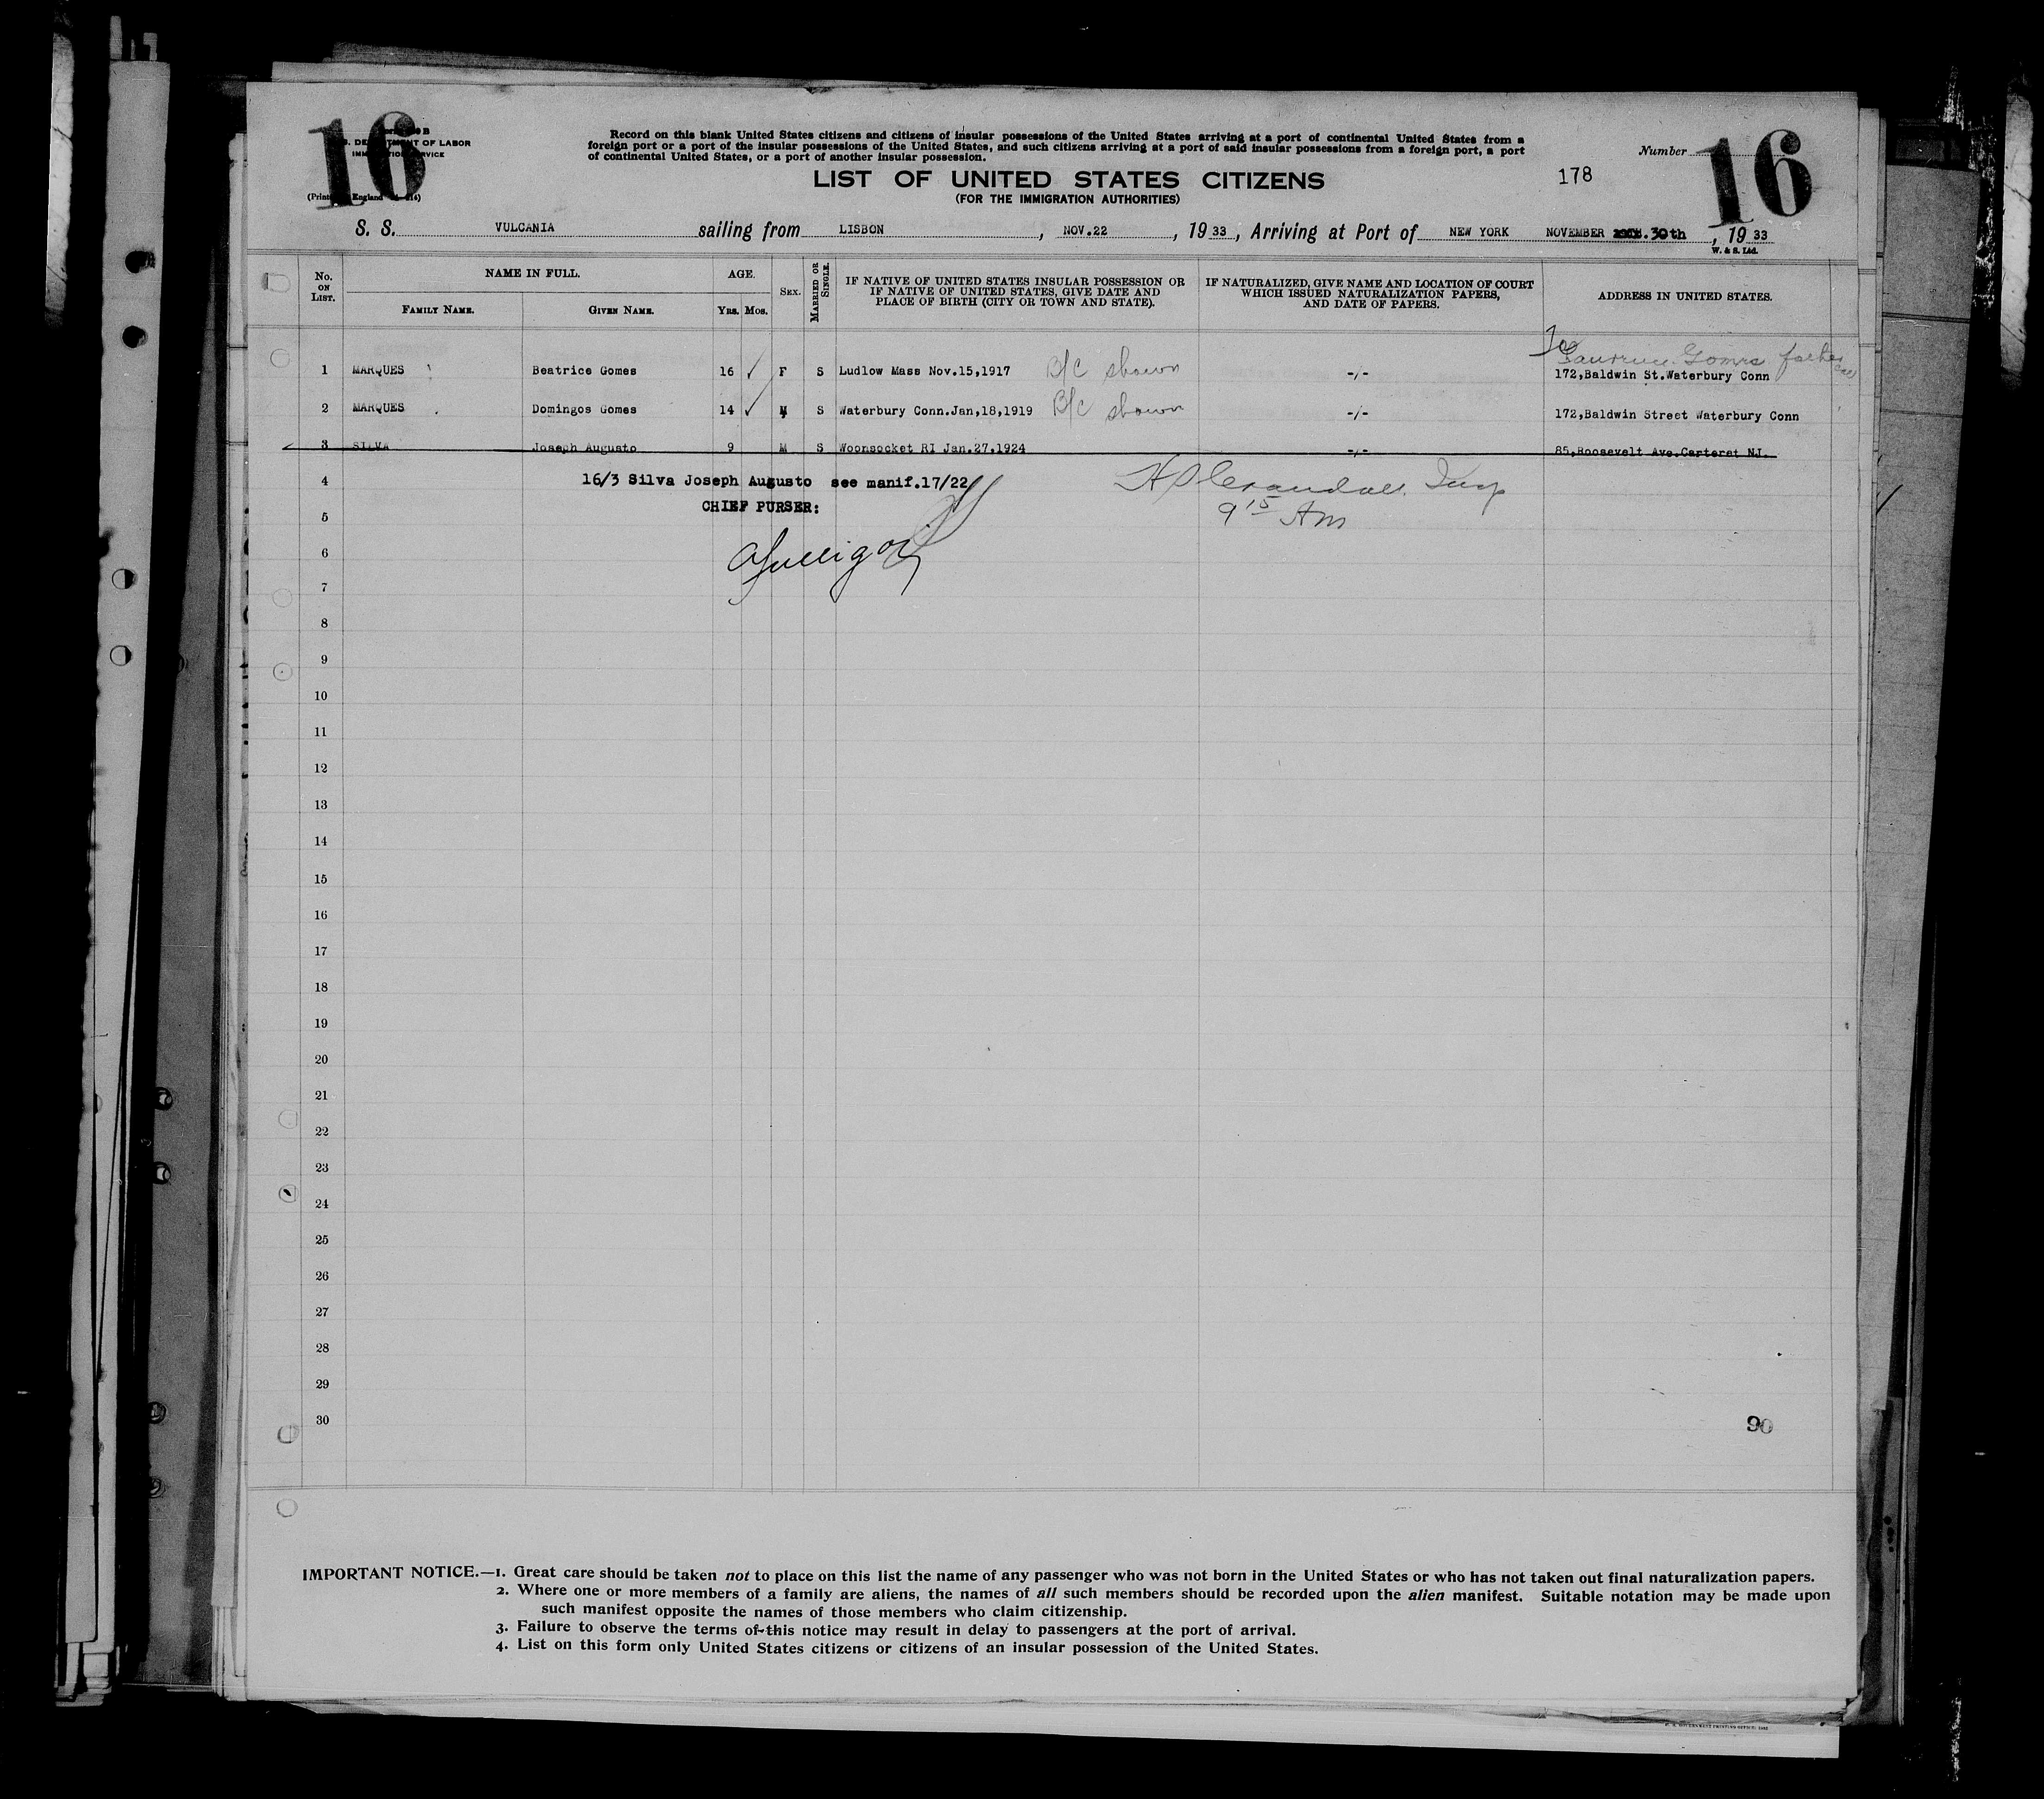 16
DEPARTMENT OF LABOR
Record on this blank United States citizens and citizens of insular possessions of the United States arriving at a port of continental United States from a
foreign port or a port of the insular possessions of the United States, and such citizens arriving at a port of said insular possessions from a foreign port, a port
of continental United States, or a port of another insular possession.
Number 16
LIST OF UNITED STATES CITIZENS
178
(FOR THE IMMIGRATION AUTHORITIES)
S. S. VULCANIA sailing from LISBON, NOV.22, 1933, Arriving at Port of NEW YORK NOVEMBER 30th, 1933
W. & S. Ltd.
No. ON LIST. NAME IN FULL. AGE. SEX. MARRIED OR SINGLE. IF NATIVE OF UNITED STATES INSULAR POSSESSION OR IF NATIVE OF UNITED STATES, GIVE DATE AND PLACE OF BIRTH (CITY OR TOWN AND STATE). IF NATURALIZED, GIVE NAME AND LOCATION OF COURT WHICH ISSUED NATURALIZATION PAPERS, AND DATE OF PAPERS. ADDRESS IN UNITED STATES.
FAMILY NAME. GIVEN NAME. YRS. MOS.
Gomes father
1 MARQUES Beatrice Gomes 16 ✓ F S Ludlow Mass Nov.15,1917 B/C shown -/- 172,Baldwin St.Waterbury Conn
2 MARQUES Domingos Gomes 14 ✓ M S Waterbury Conn.Jan,18,1919 B/C shown -/- 172,Baldwin Street Waterbury Conn
3 SILVA Joseph Augusto 9 M S Woonsocket RI Jan.27,1924 -/- 85,Roosevelt Ave.Carteret NJ.
4 16/3 Silva Joseph Augusto see manif.17/22
CHIEF PURSER:
5 9 15 AM
6
7
8
9
10
11
12
13
14
15
16
17
18
19
20
21
22
23
24
25
26
27
28
29
30
90
IMPORTANT NOTICE.—1. Great care should be taken not to place on this list the name of any passenger who was not born in the United States or who has not taken out final naturalization papers.
2. Where one or more members of a family are aliens, the names of all such members should be recorded upon the alien manifest. Suitable notation may be made upon
such manifest opposite the names of those members who claim citizenship.
3. Failure to observe the terms of this notice may result in delay to passengers at the port of arrival.
4. List on this form only United States citizens or citizens of an insular possession of the United States.